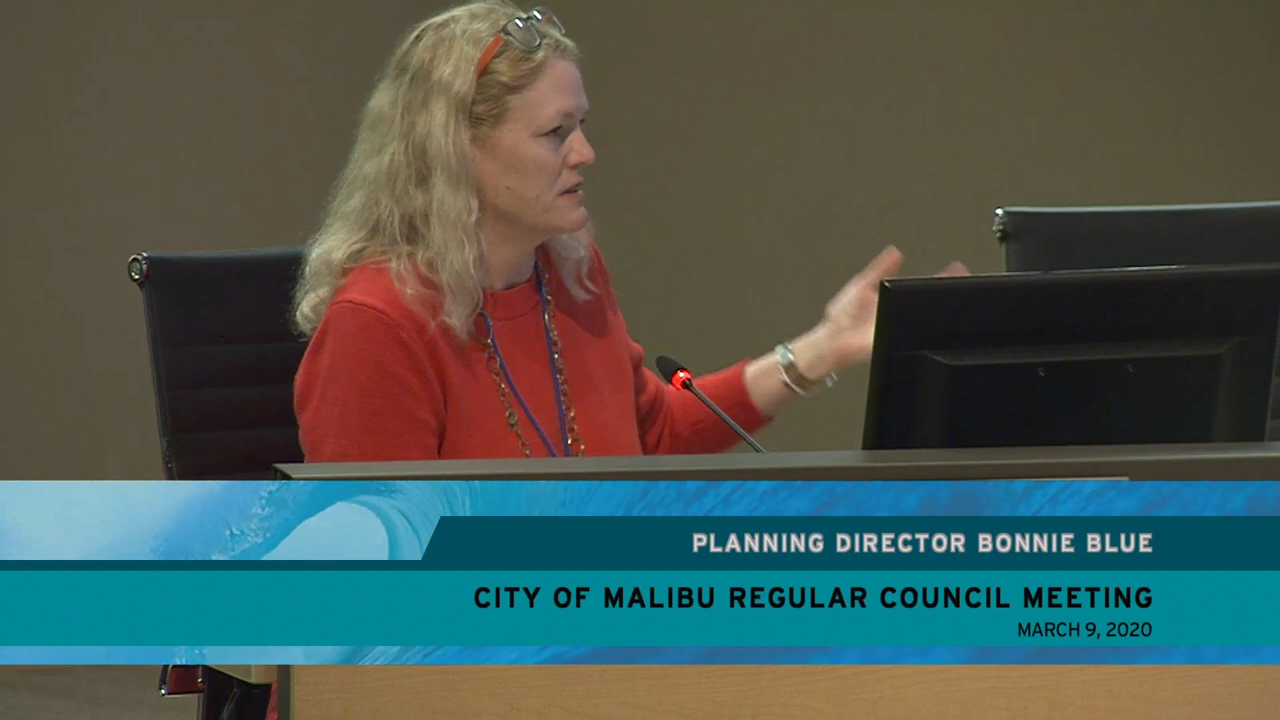 PLANNING DIRECTOR BONNIE BLUE
CITY OF MALIBU REGULAR COUNCIL MEETING
MARCH 9, 2020